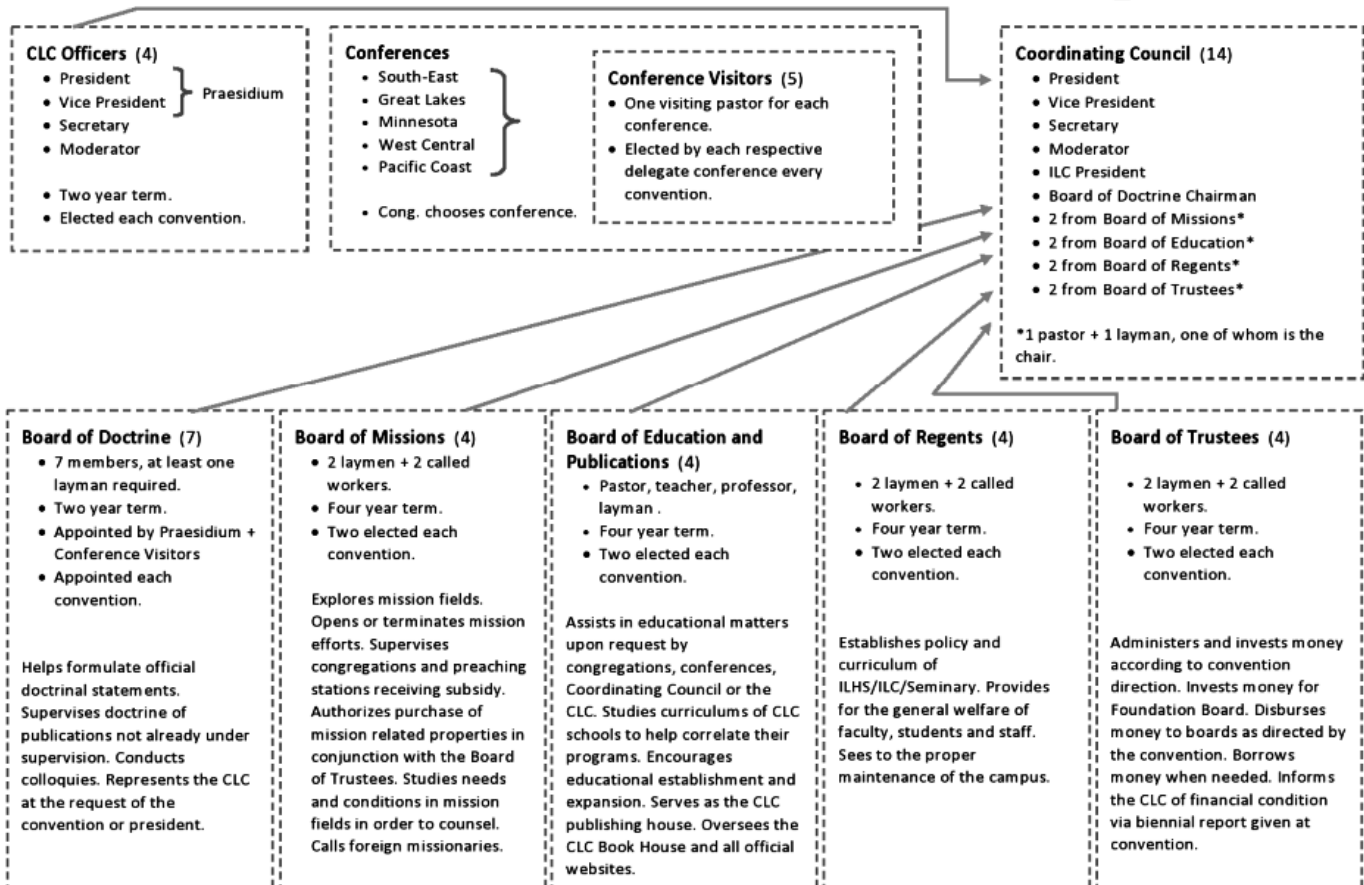 CLC Officers (4)
• President
• Vice President
Praesidium
• Secretary
• Moderator
• Two year term.
• Elected each convention.
Conferences
• South-East
• Great Lakes
• Minnesota
• West Central
• Pacific Coast
• Cong. chooses conference.
Conference Visitors (5)
• One visiting pastor for each
conference.
• Elected by each respective
delegate conference every
convention.
Coordinating Council (14)
• President
• Vice President
• Secretary
• Moderator
• ILC President
• Board of Doctrine Chairman
• 2 from Board of Missions*
• 2 from Board of Education*
• 2 from Board of Regents*
• 2 from Board of Trustees*
*1 pastor + 1 layman, one of whom is the
chair.
Board of Doctrine (7)
• 7 members, at least one
layman required.
• Two year term.
• Appointed by Praesidium +
Conference Visitors
• Appointed each
convention.
Helps formulate official
doctrinal statements.
Supervises doctrine of
publications not already under
supervision. Conducts
colloquies. Represents the CLC
at the request of the
convention or president.
Board of Missions (4)
• 2 laymen + 2 called
workers.
• Four year term.
• Two elected each
convention.
Explores mission fields.
Opens or terminates mission
efforts. Supervises
congregations and preaching
stations receiving subsidy.
Authorizes purchase of
mission related properties in
conjunction with the Board
of Trustees. Studies needs
and conditions in mission
fields in order to counsel.
Calls foreign missionaries.
Board of Education and
Publications (4)
• Pastor, teacher, professor,
layman .
• Four year term.
• Two elected each
convention.
Assists in educational matters
upon request by
congregations, conferences,
Coordinating Council or the
CLC. Studies curriculums of CLC
schools to help correlate their
programs. Encourages
educational establishment and
expansion. Serves as the CLC
publishing house. Oversees the
CLC Book House and all official
websites.
Board of Regents (4)
• 2 laymen + 2 called
workers.
• Four year term.
• Two elected each
convention.
Establishes policy and
curriculum of
ILHS/ILC/Seminary. Provides
for the general welfare of
faculty, students and staff.
Sees to the proper
maintenance of the campus.
Board of Trustees (4)
• 2 laymen + 2 called
workers.
• Four year term.
• Two elected each
convention.
Administers and invests money
according to convention
direction. Invests money for
Foundation Board. Disburses
money to boards as directed by
the convention. Borrows
money when needed. Informs
the CLC of financial condition
via biennial report given at
convention.